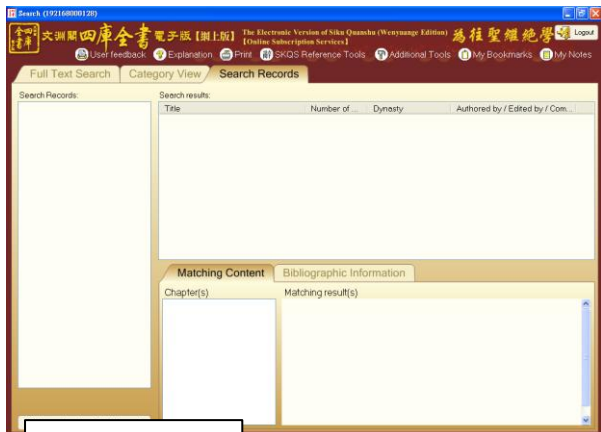 Search (192168000128)
文淵閣四庫全書電子版【網上版】
The Electronic Version of Siku Quanshu (Wenyuange Edition)
[Online Subscription Services]
為往聖繼絕學
Logout
User feedback Explanation Print SKQS Reference Tools Additional Tools My Bookmarks My Notes
Full Text Search Category View Search Records
Search Records: Search results:
Title Number of ... Dynasty Authored by / Edited by / Com...
Matching Content Bibliographic Information
Chapter(s) Matching result(s)